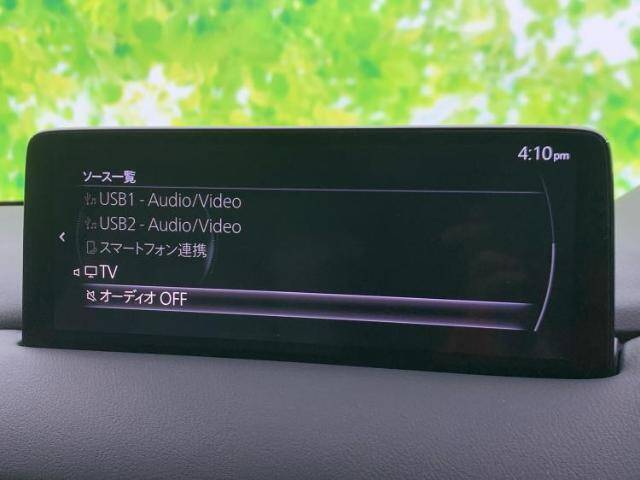 4:10pm
ソース一覧
USB1 - Audio/Video
USB2 - Audio/Video
スマートフォン連携
TV
オーディオ OFF